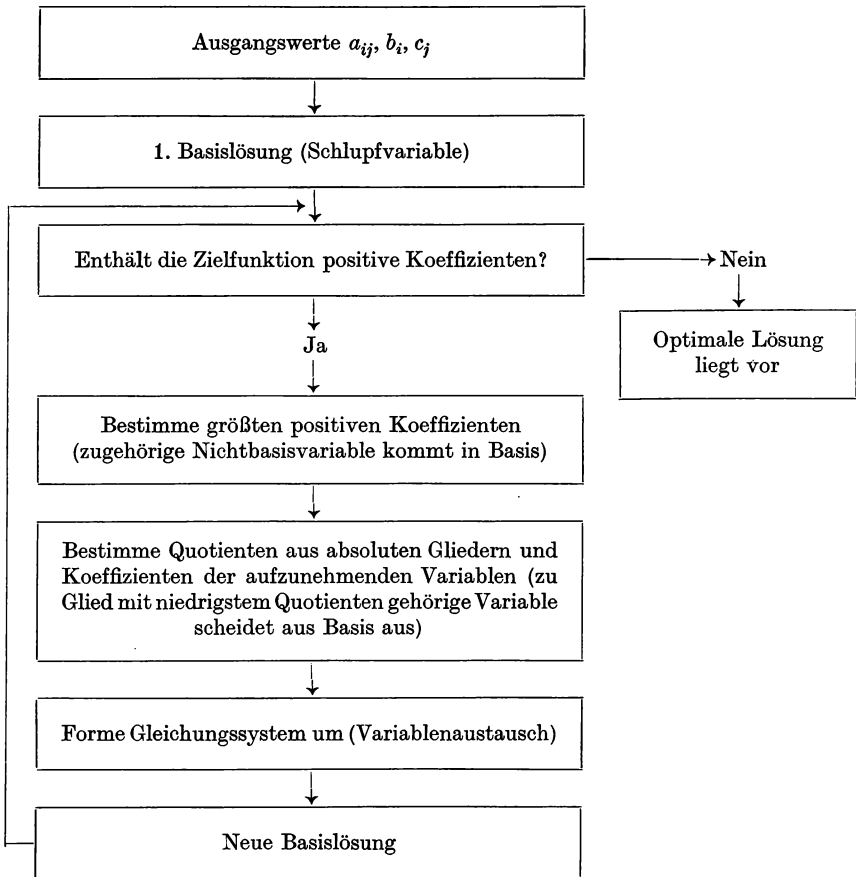 Ausgangswerte a_{ij}, b_i, c_j
1. Basislösung (Schlupfvariable)
Enthält die Zielfunktion positive Koeffizienten?
Nein
Ja
Optimale Lösung
liegt vor
Bestimme größten positiven Koeffizienten
(zugehörige Nichtbasisvariable kommt in Basis)
Bestimme Quotienten aus absoluten Gliedern und
Koeffizienten der aufzunehmenden Variablen (zu
Glied mit niedrigstem Quotienten gehörige Variable
scheidet aus Basis aus)
Forme Gleichungssystem um (Variablenaustausch)
Neue Basislösung